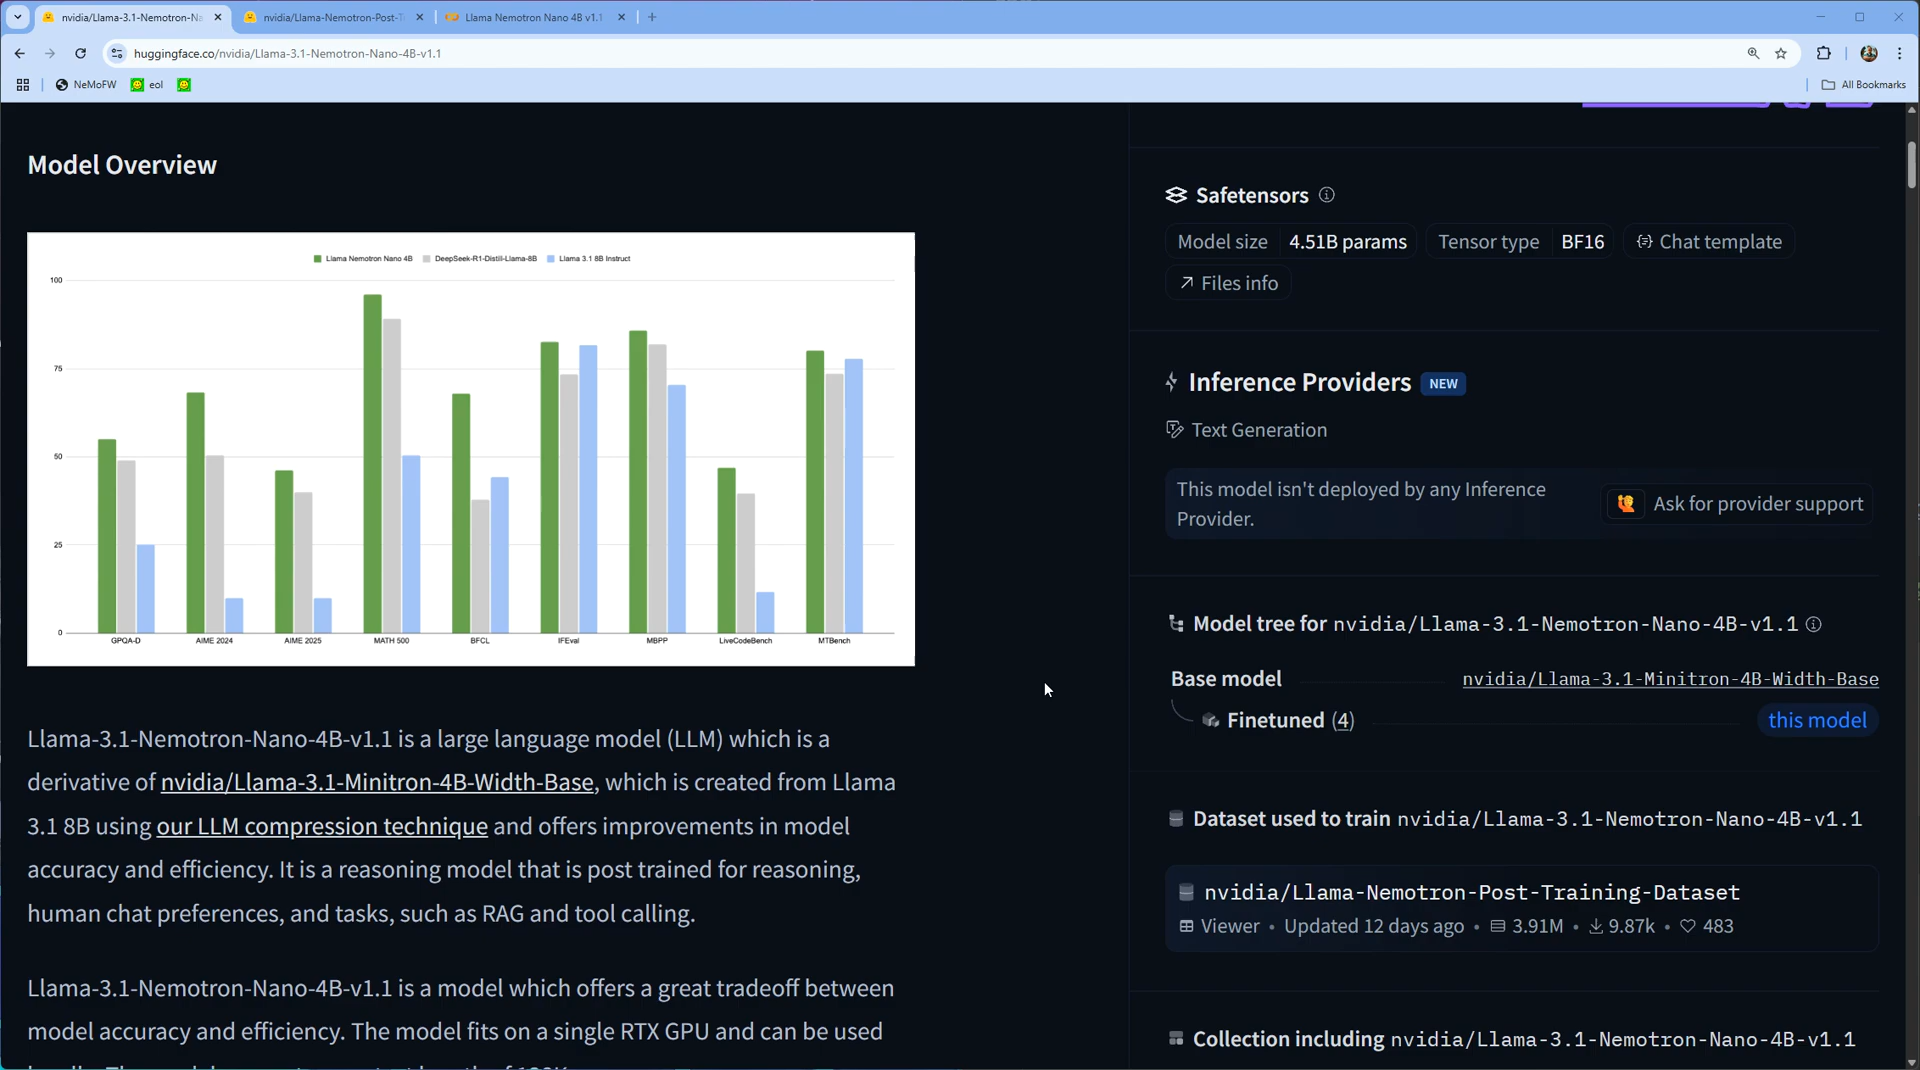 nvidia/Llama-3.1-Nemotron-Na
nvidia/Llama-Nemotron-Post-T
Llama Nemotron Nano 4B v1.1
huggingface.co/nvidia/Llama-3.1-Nemotron-Nano-4B-v1.1
NeMoFW
eol
All Bookmarks
Model Overview
Llama Nemotron Nano 4B DeepSeek-R1-Distill-Llama-8B Llama 3.1 8B Instruct
100
75
50
25
0
GPQA-D AIME 2024 AIME 2025 MATH 500 BFCL IFEval MBPP LiveCodeBench MTBench
Llama-3.1-Nemotron-Nano-4B-v1.1 is a large language model (LLM) which is a
derivative of nvidia/Llama-3.1-Minitron-4B-Width-Base, which is created from Llama
3.1 8B using our LLM compression technique and offers improvements in model
accuracy and efficiency. It is a reasoning model that is post trained for reasoning,
human chat preferences, and tasks, such as RAG and tool calling.
Llama-3.1-Nemotron-Nano-4B-v1.1 is a model which offers a great tradeoff between
model accuracy and efficiency. The model fits on a single RTX GPU and can be used
Safetensors
Model size 4.51B params Tensor type BF16 Chat template
Files info
Inference Providers NEW
Text Generation
This model isn't deployed by any Inference
Provider.
Ask for provider support
Model tree for nvidia/Llama-3.1-Nemotron-Nano-4B-v1.1
Base model nvidia/Llama-3.1-Minitron-4B-Width-Base
Finetuned (4) this model
Dataset used to train nvidia/Llama-3.1-Nemotron-Nano-4B-v1.1
nvidia/Llama-Nemotron-Post-Training-Dataset
Viewer • Updated 12 days ago • 3.91M • 9.87k • 483
Collection including nvidia/Llama-3.1-Nemotron-Nano-4B-v1.1